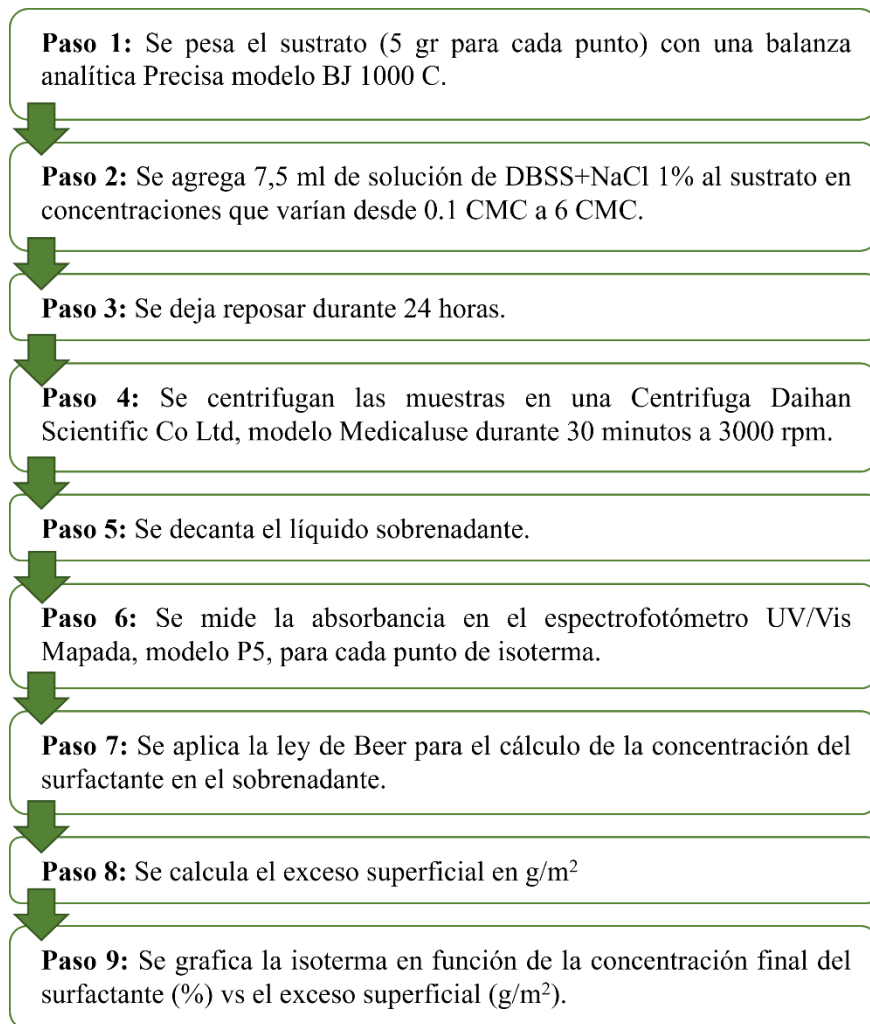 Paso 1: Se pesa el sustrato (5 gr para cada punto) con una balanza
analítica Precisa modelo BJ 1000 C.
Paso 2: Se agrega 7,5 ml de solución de DBSS+NaCl 1% al sustrato en
concentraciones que varían desde 0.1 CMC a 6 CMC.
Paso 3: Se deja reposar durante 24 horas.
Paso 4: Se centrifugan las muestras en una Centrifuga Daihan
Scientific Co Ltd, modelo Medicaluse durante 30 minutos a 3000 rpm.
Paso 5: Se decanta el líquido sobrenadante.
Paso 6: Se mide la absorbancia en el espectrofotómetro UV/Vis
Mapada, modelo P5, para cada punto de isoterma.
Paso 7: Se aplica la ley de Beer para el cálculo de la concentración del
surfactante en el sobrenadante.
Paso 8: Se calcula el exceso superficial en g/m²
Paso 9: Se grafica la isoterma en función de la concentración final del
surfactante (%) vs el exceso superficial (g/m²).